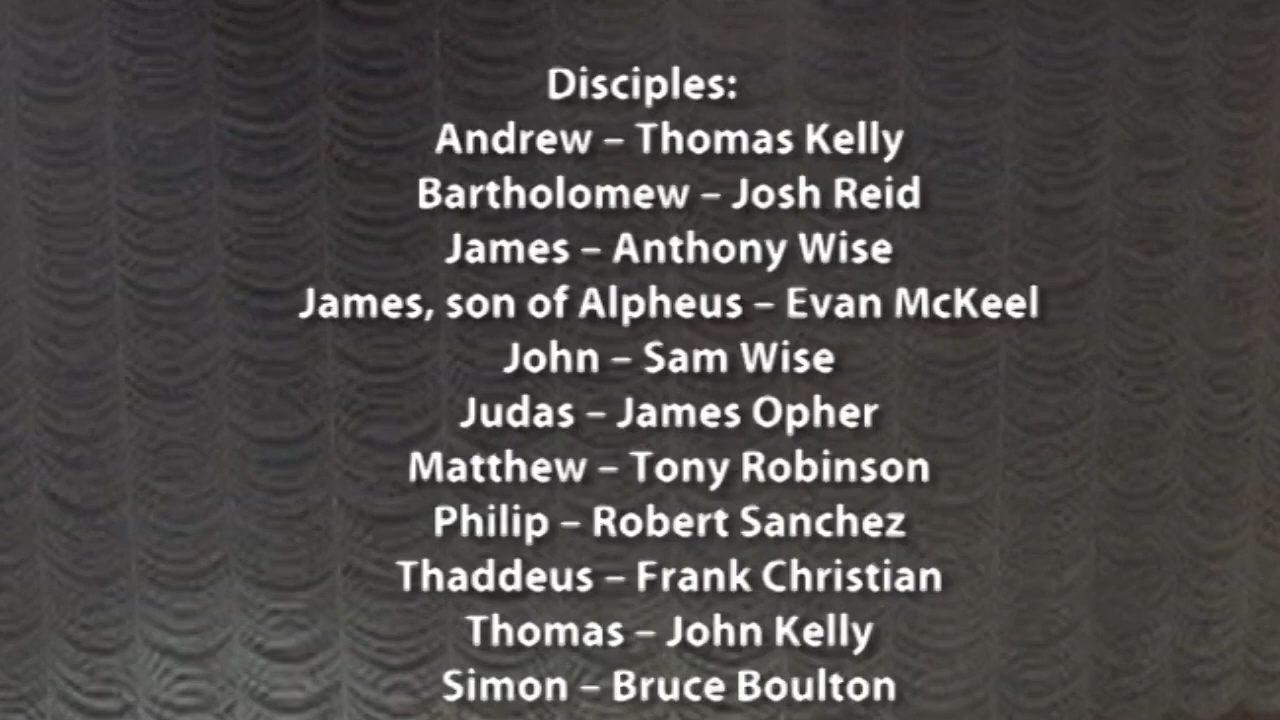 Disciples:
Andrew – Thomas Kelly
Bartholomew – Josh Reid
James – Anthony Wise
James, son of Alpheus – Evan McKeel
John – Sam Wise
Judas – James Opher
Matthew – Tony Robinson
Philip – Robert Sanchez
Thaddeus – Frank Christian
Thomas – John Kelly
Simon – Bruce Boulton